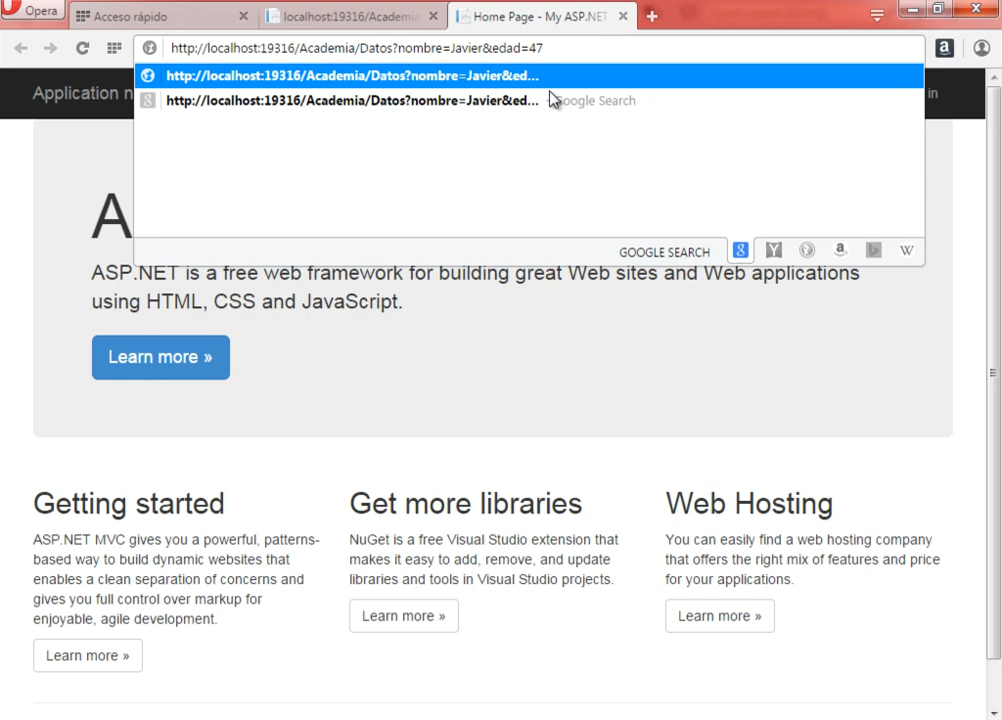 Opera
Acceso rápido
localhost:19316/Academia
Home Page - My ASP.NET
http://localhost:19316/Academia/Datos?nombre=Javier&edad=47
http://localhost:19316/Academia/Datos?nombre=Javier&ed...
http://localhost:19316/Academia/Datos?nombre=Javier&ed... - Google Search
GOOGLE SEARCH
Application n
in
A
ASP.NET is a free web framework for building great Web sites and Web applications
using HTML, CSS and JavaScript.
Learn more »
Getting started
ASP.NET MVC gives you a powerful, patterns-
based way to build dynamic websites that
enables a clean separation of concerns and
gives you full control over markup for
enjoyable, agile development.
Learn more »
Get more libraries
NuGet is a free Visual Studio extension that
makes it easy to add, remove, and update
libraries and tools in Visual Studio projects.
Learn more »
Web Hosting
You can easily find a web hosting company
that offers the right mix of features and price
for your applications.
Learn more »